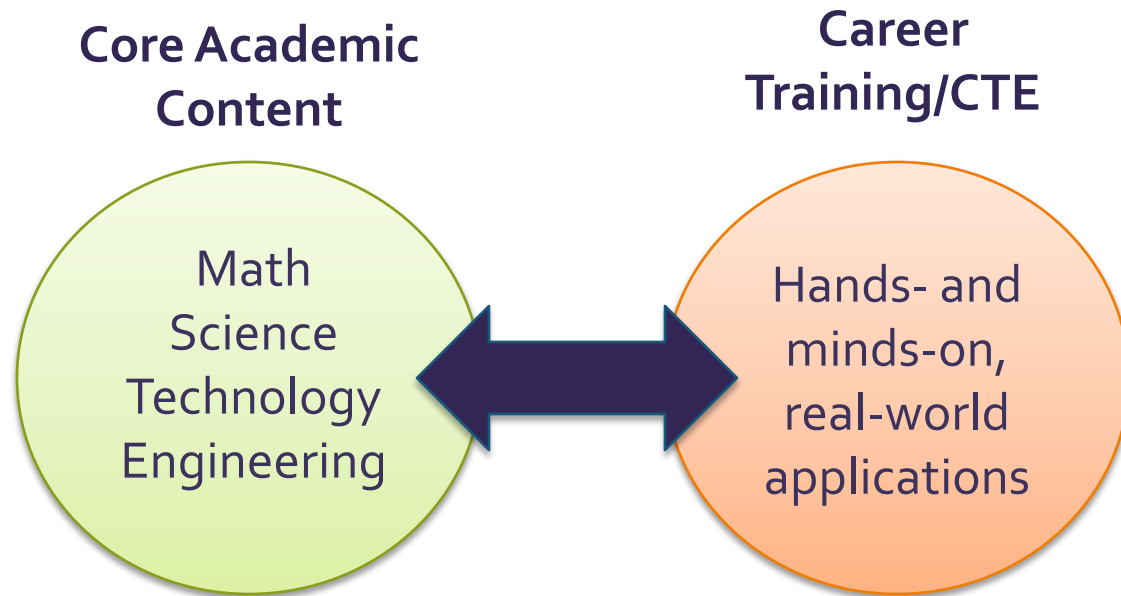 Core Academic
Content
Career
Training/CTE
Math
Science
Technology
Engineering
Hands- and
minds-on,
real-world
applications